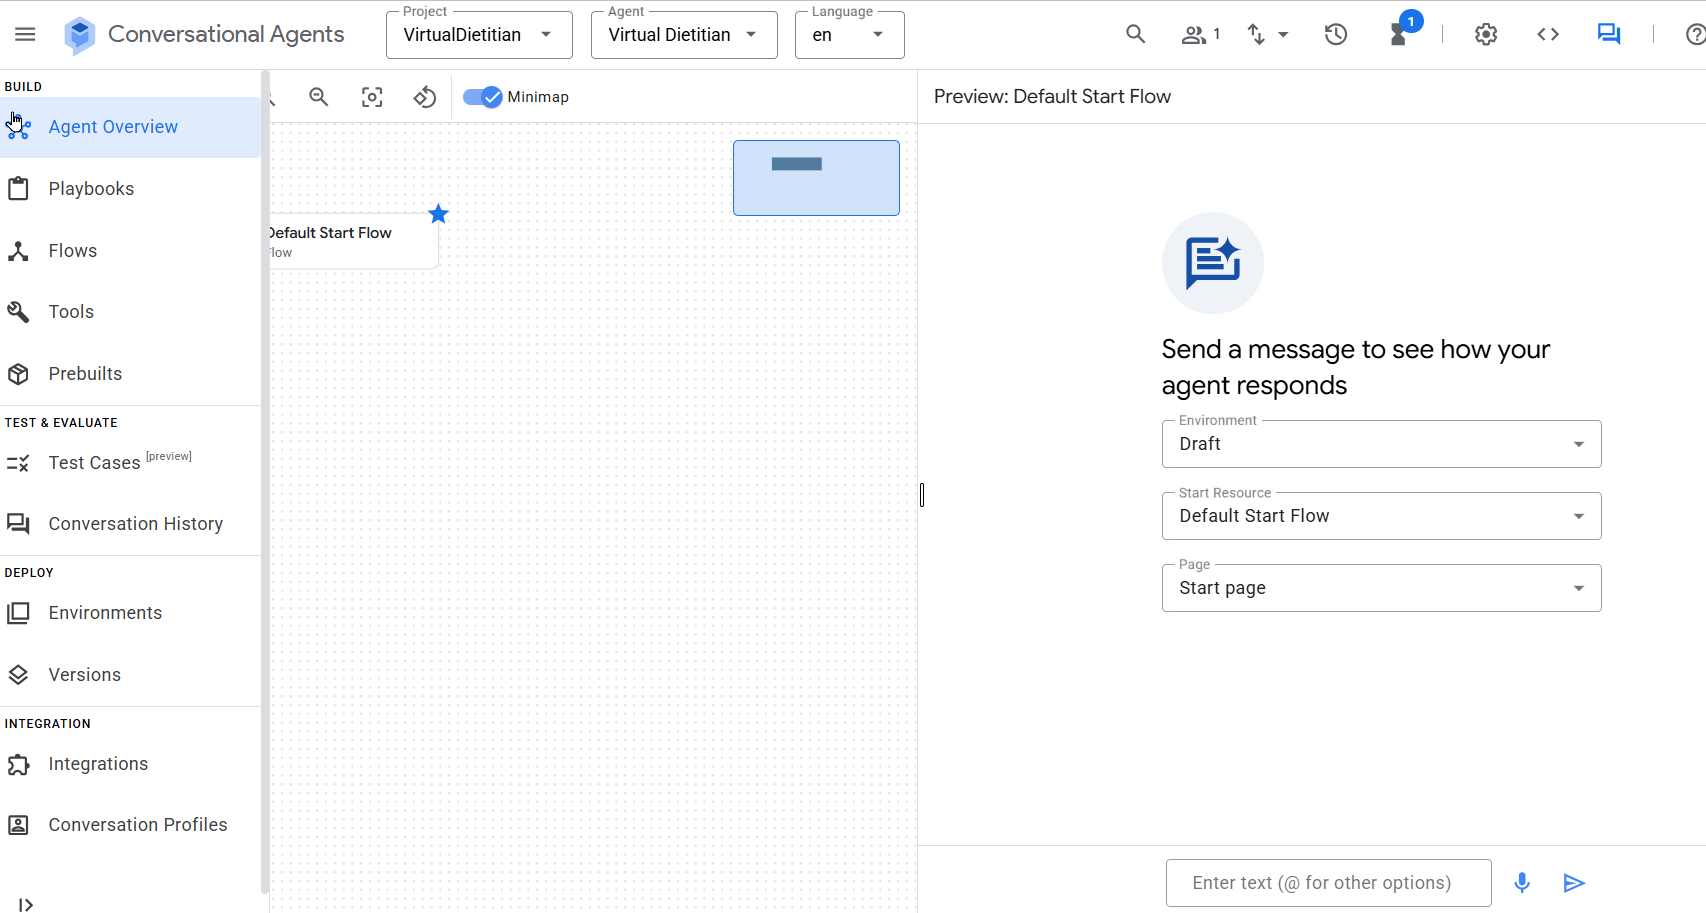 Conversational Agents
Project
VirtualDietitian
Agent
Virtual Dietitian
Language
en
1
1
BUILD
Agent Overview
Playbooks
Flows
Tools
Prebuilts
TEST & EVALUATE
Test Cases [preview]
Conversation History
DEPLOY
Environments
Versions
INTEGRATION
Integrations
Conversation Profiles
Minimap
Default Start Flow
Flow
Preview: Default Start Flow
Send a message to see how your
agent responds
Environment
Draft
Start Resource
Default Start Flow
Page
Start page
Enter text (@ for other options)